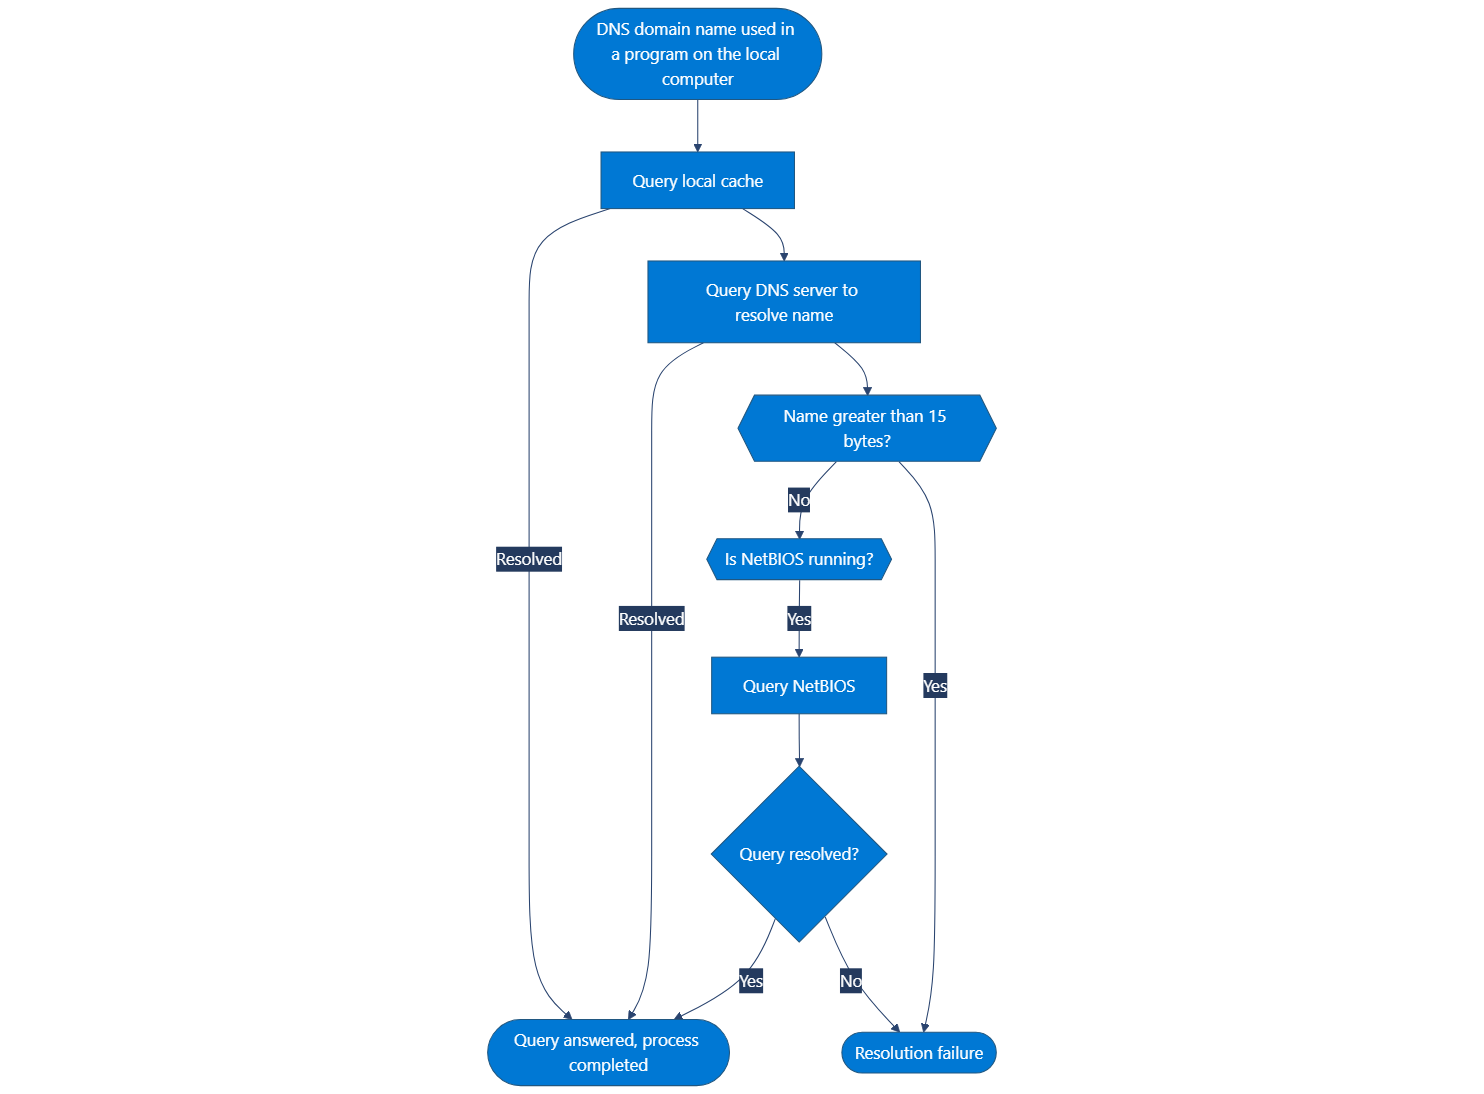 DNS domain name used in
a program on the local
computer
Query local cache
Query DNS server to
resolve name
Name greater than 15
bytes?
No
Is NetBIOS running?
Resolved
Resolved
Yes
Query NetBIOS
Yes
Query resolved?
Yes
No
Query answered, process
completed
Resolution failure